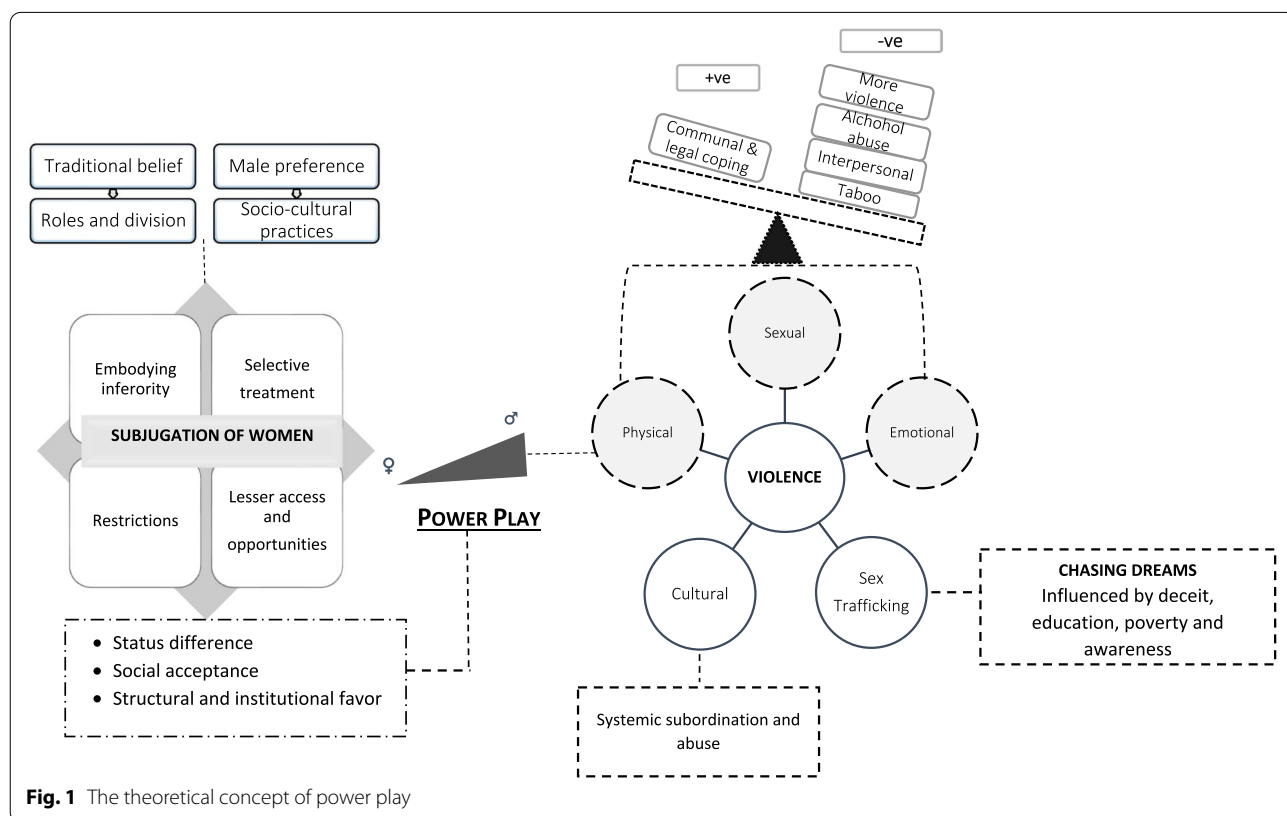 Traditional belief
Roles and division
Male preference
Socio-cultural
practices
Embodying
inferority
Selective
treatment
SUBJUGATION OF WOMEN
Restrictions
Lesser access
and
opportunities
• Status difference
• Social acceptance
• Structural and institutional favor
♀
♂
POWER PLAY
+ve
-ve
Communal &
legal coping
More
violence
Alchohol
abuse
Interpersonal
Taboo
Sexual
Physical
Emotional
VIOLENCE
Cultural
Sex
Trafficking
CHASING DREAMS
Influenced by deceit,
education, poverty and
awareness
Systemic subordination and
abuse
Fig. 1 The theoretical concept of power play